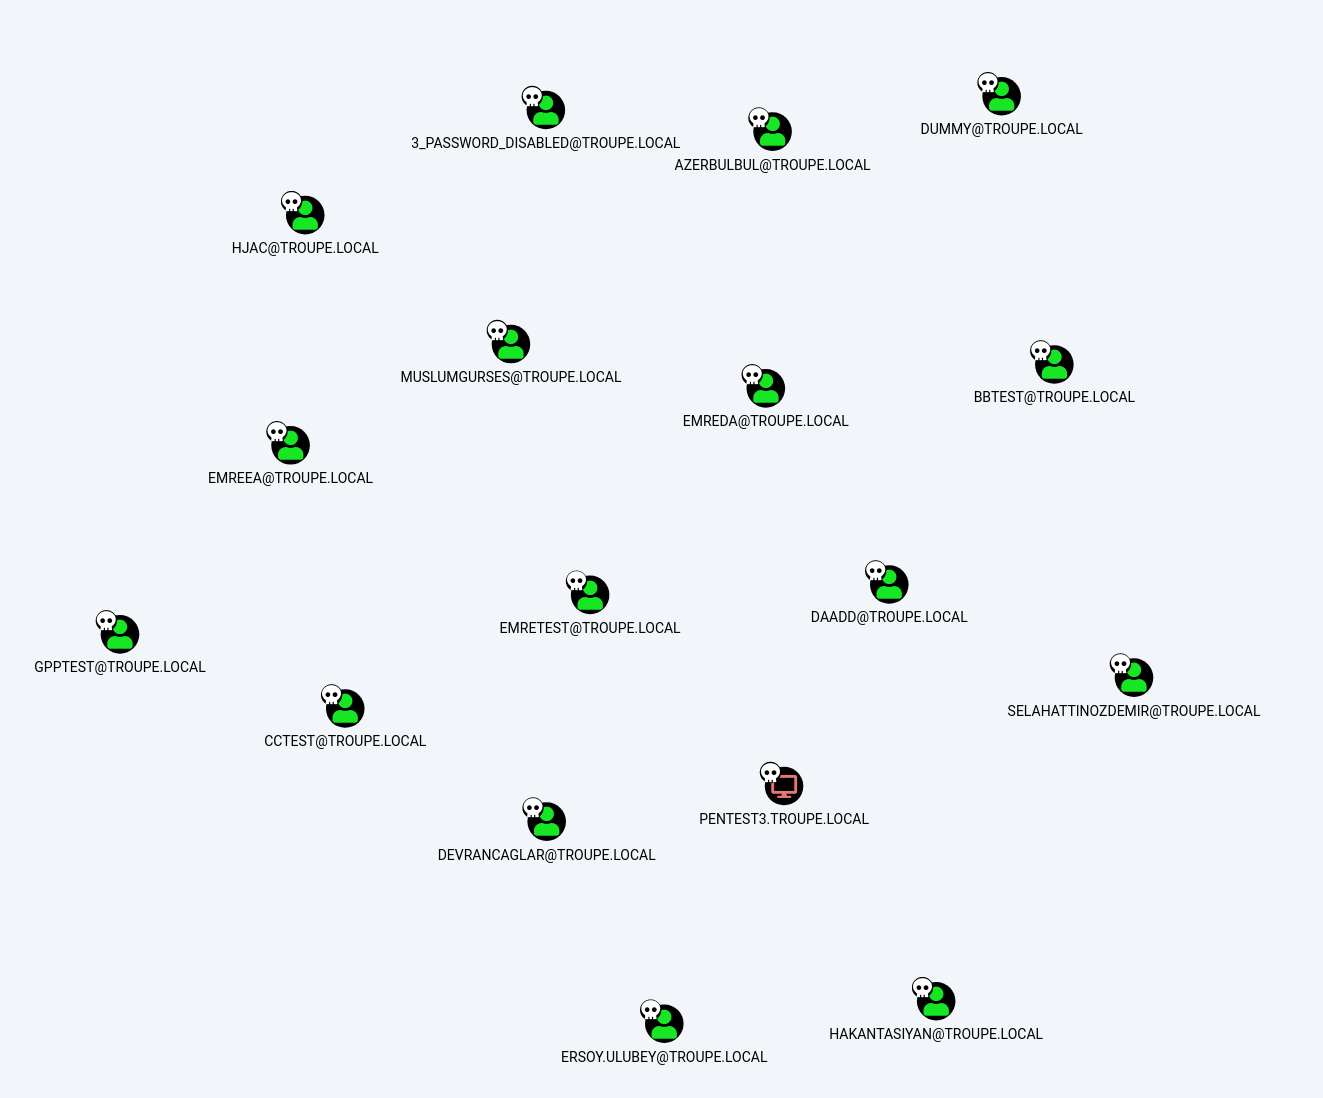 DUMMY@TROUPE.LOCAL
3_PASSWORD_DISABLED@TROUPE.LOCAL
AZERBULBUL@TROUPE.LOCAL
HJAC@TROUPE.LOCAL
MUSLUMGURSES@TROUPE.LOCAL
BBTEST@TROUPE.LOCAL
EMREDA@TROUPE.LOCAL
EMREEA@TROUPE.LOCAL
DAADD@TROUPE.LOCAL
EMRETEST@TROUPE.LOCAL
GPPTEST@TROUPE.LOCAL
SELAHATTINOZDEMIR@TROUPE.LOCAL
CCTEST@TROUPE.LOCAL
PENTEST3.TROUPE.LOCAL
DEVRANCAGLAR@TROUPE.LOCAL
HAKANTASIYAN@TROUPE.LOCAL
ERSOY.ULUBEY@TROUPE.LOCAL